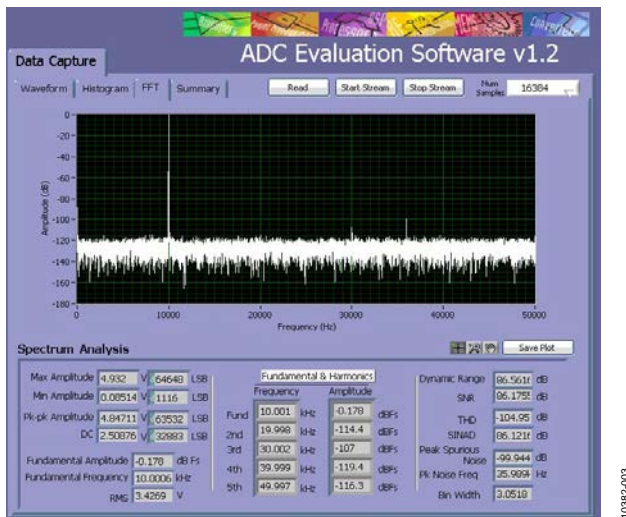 ADC Evaluation Software v1.2
Data Capture
Waveform Histogram FFT Summary Read Start Stream Stop Stream Num Samples 16384
Amplitude (dB)
0-
-20-
-40-
-60-
-80-
-100-
-120-
-140-
-160-
-180-
0 10000 20000 30000 40000 50000
Frequency (Hz)
Spectrum Analysis Save Plot
Max Amplitude 4.932 V 64648 LSB
Min Amplitude 0.08514 V 1116 LSB
Pk-pk Amplitude 4.84711 V 63532 LSB
DC 2.50876 V 32883 LSB
Fundamental Amplitude -0.178 dB Fs
Fundamental Frequency 10.0006 kHz
RMS 3.4269 V
Fundamental & Harmonics
Frequency Amplitude
Fund 10.001 kHz -0.178 dBFs
2nd 19.998 kHz -114.4 dBFs
3rd 30.002 kHz -107 dBFs
4th 39.999 kHz -119.4 dBFs
5th 49.997 kHz -116.3 dBFs
Dynamic Range dB
SNR dB
THD -104.95 dB
SINAD dB
Peak Spurious Noise -99.944 dB
Pk Noise Freq Hz
Bin Width 3.0518
10382-003